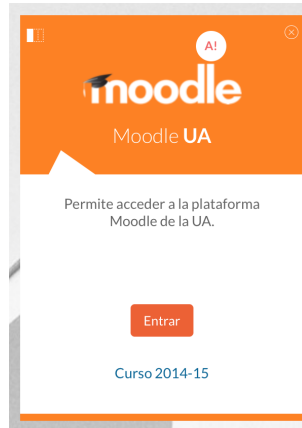 A!
moodle
Moodle UA
Permite acceder a la plataforma
Moodle de la UA.
Entrar
Curso 2014-15